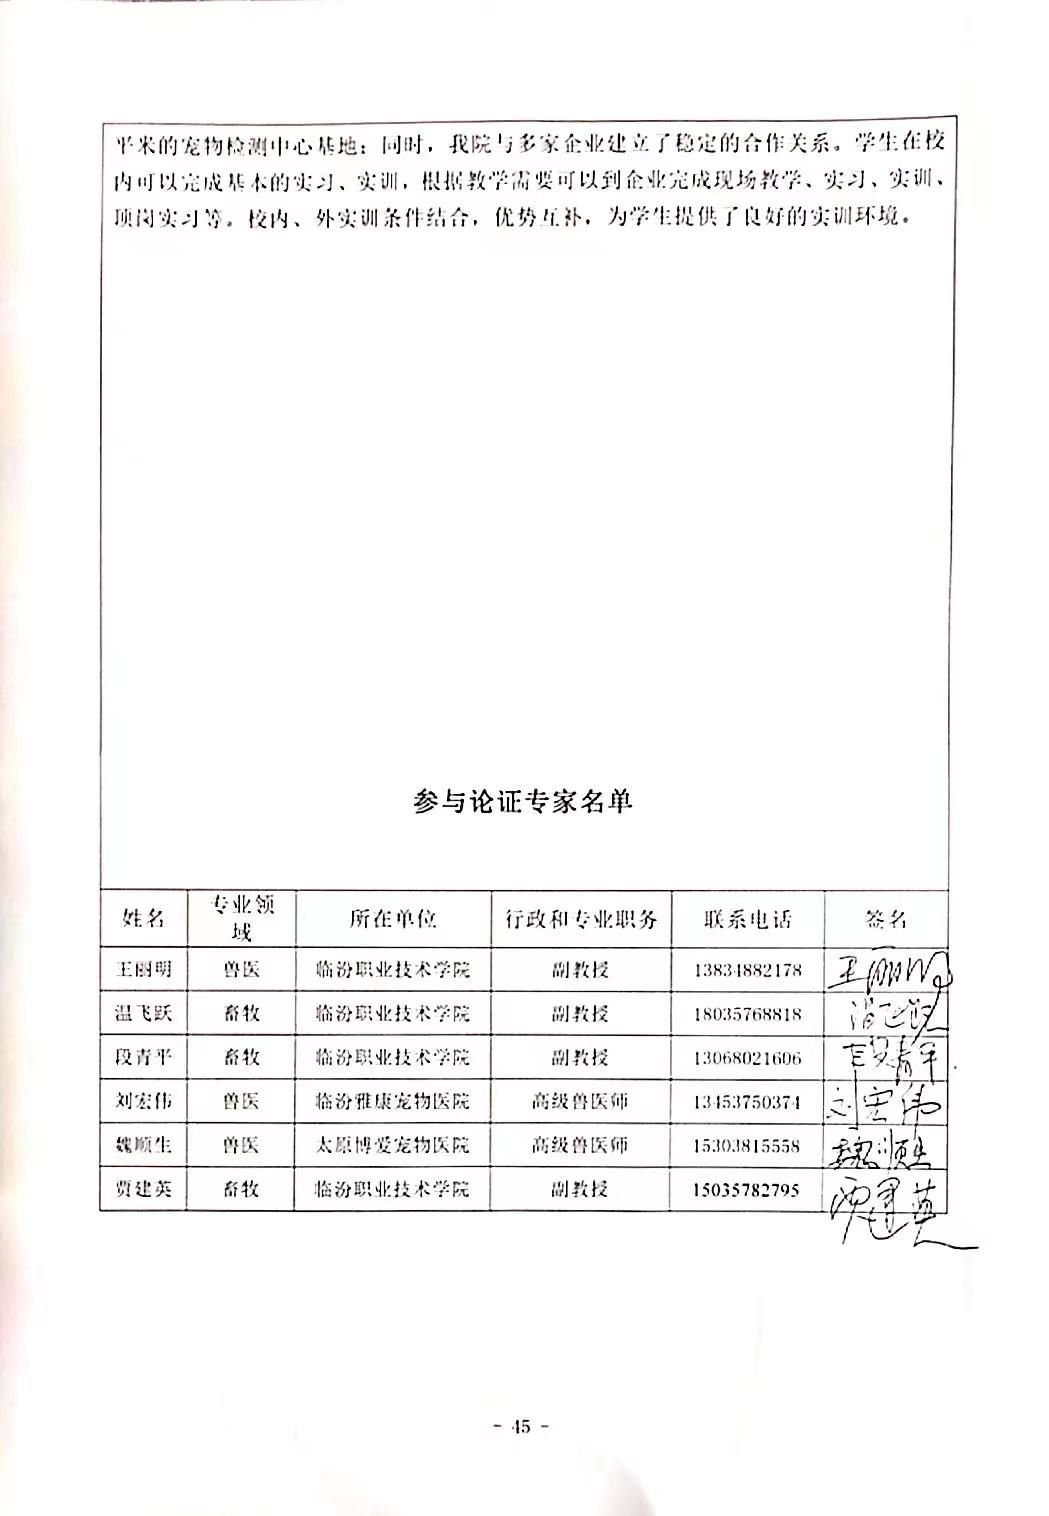 平米的宠物检测中心基地；同时，我院与多家企业建立了稳定的合作关系。学生在校
内可以完成基本的实习、实训，根据教学需要可以到企业完成现场教学、实习、实训、
顶岗实习等。校内、外实训条件结合，优势互补，为学生提供了良好的实训环境。
参与论证专家名单
姓名 专业领域 所在单位 行政和专业职务 联系电话 签名
王丽明 兽医 临汾职业技术学院 副教授 13834882178 王丽明
温飞跃 畜牧 临汾职业技术学院 副教授 18035768818 温飞跃
段青平 畜牧 临汾职业技术学院 副教授 13068021606 段青平
刘宏伟 兽医 临汾雅康宠物医院 高级兽医师 13453750374 刘宏伟
魏顺生 兽医 太原博爱宠物医院 高级兽医师 15303815558 魏顺生
贾建英 畜牧 临汾职业技术学院 副教授 15035782795 贾建英
- 45 -